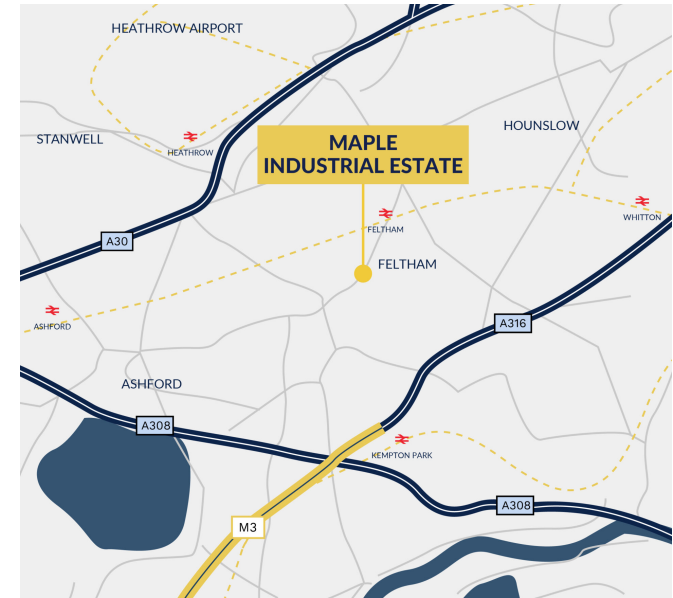 HEATHROW AIRPORT
HOUNSLOW
STANWELL
HEATHROW
MAPLE
INDUSTRIAL ESTATE
WHITTON
FELTHAM
A30
FELTHAM
ASHFORD
A316
ASHFORD
A308
KEMPTON PARK
A308
M3